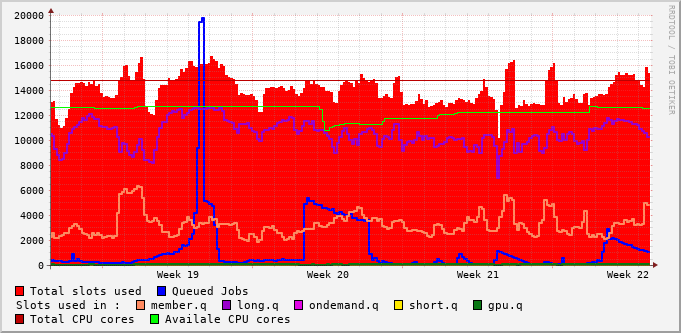 RRDTOOL / TOBI OETIKER
20000
18000
16000
14000
12000
10000
8000
6000
4000
2000
0
Week 19 Week 20 Week 21 Week 22
Total slots used Queued Jobs
Slots used in : member.q long.q ondemand.q short.q gpu.q
Total CPU cores Availale CPU cores